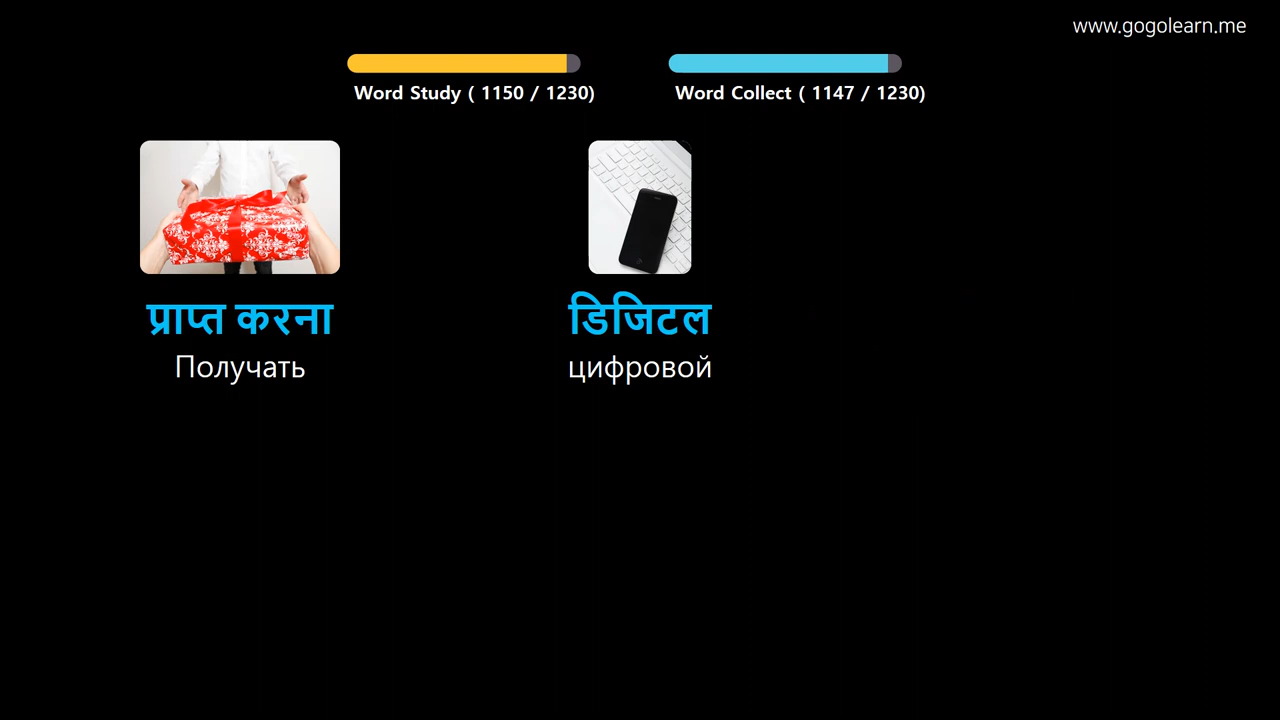 www.gogolearn.me
Word Study ( 1150 / 1230)
Word Collect ( 1147 / 1230)
प्राप्त करना
Получать
डिजिटल
цифровой